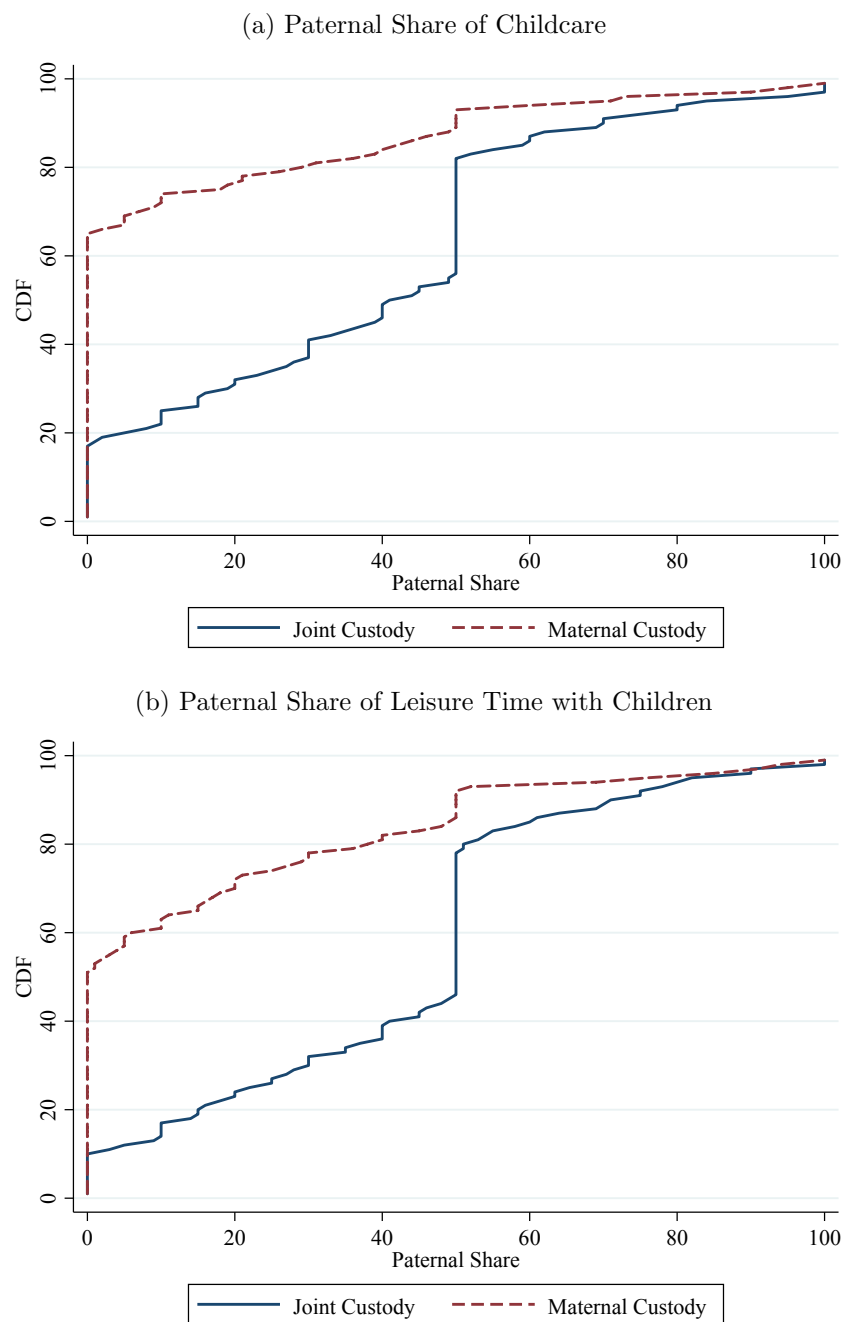 (a) Paternal Share of Childcare
100
80
60
40
20
0
CDF
0 20 40 60 80 100
Paternal Share
Joint Custody Maternal Custody
(b) Paternal Share of Leisure Time with Children
100
80
60
40
20
0
CDF
0 20 40 60 80 100
Paternal Share
Joint Custody Maternal Custody